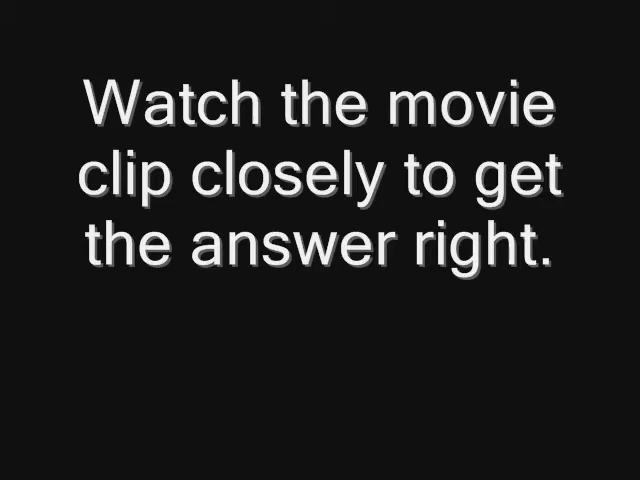 Watch the movie
clip closely to get
the answer right.